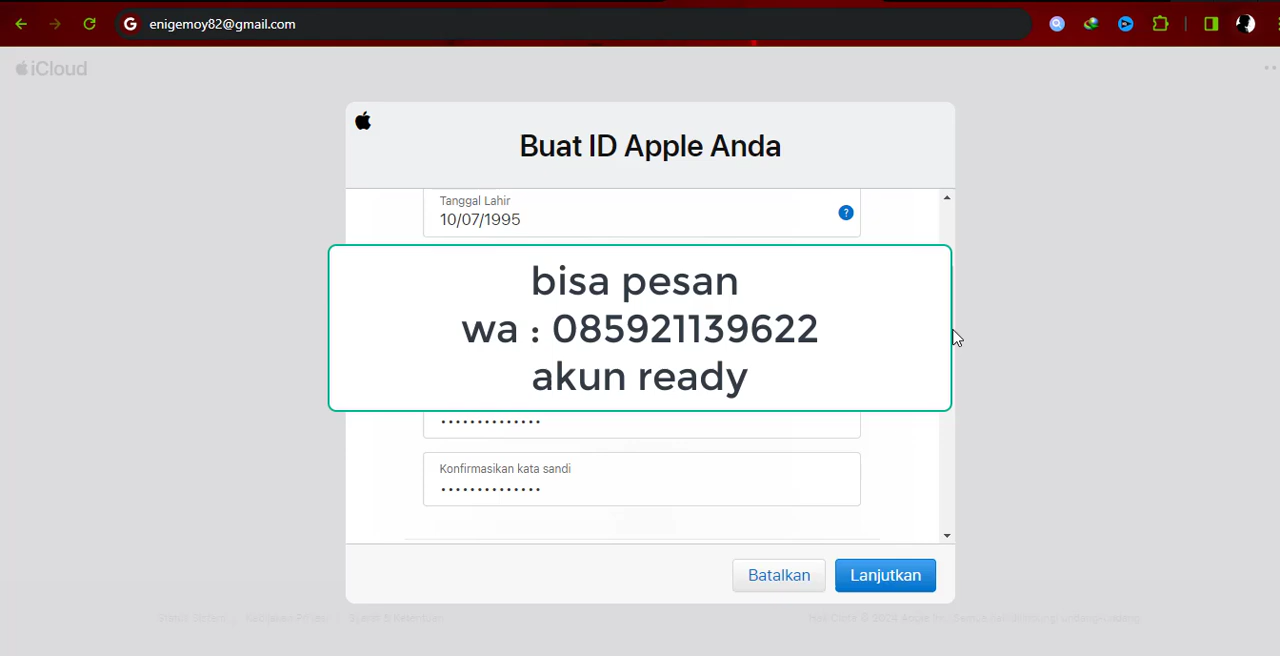 enigemoy82@gmail.com
iCloud
Buat ID Apple Anda
Tanggal Lahir
10/07/1995
bisa pesan
wa : 085921139622
akun ready
Konfirmasikan kata sandi
Batalkan
Lanjutkan